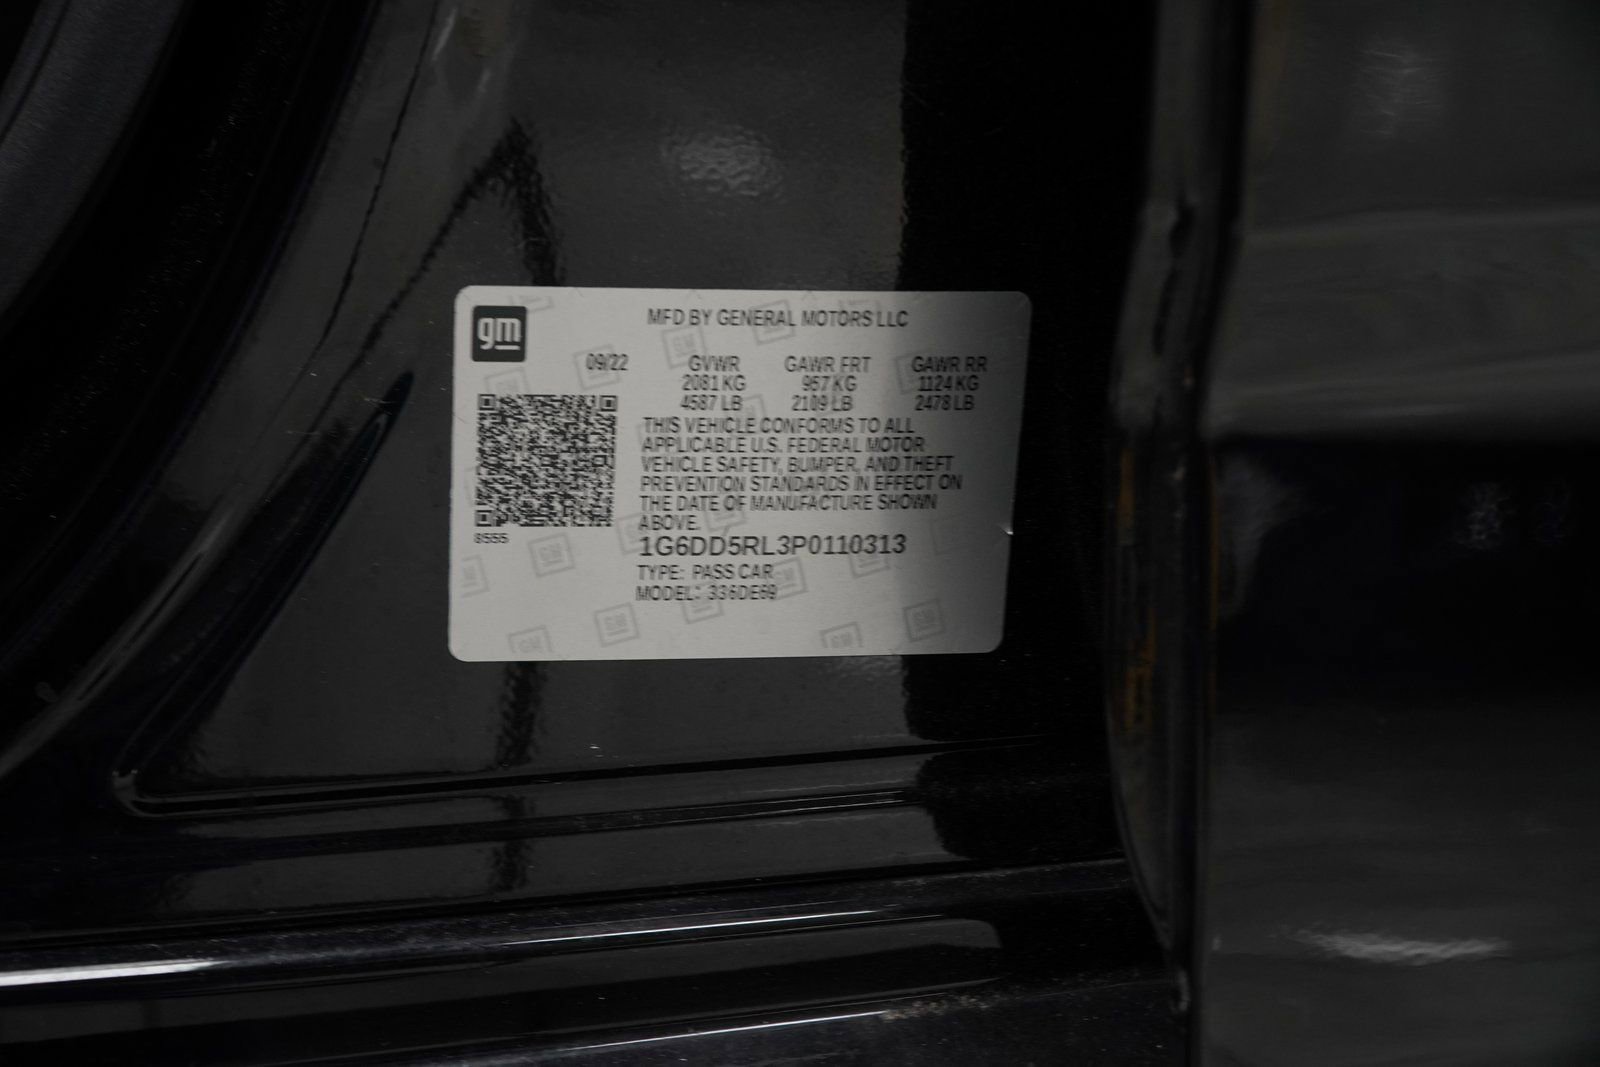 gm
MFD BY GENERAL MOTORS LLC
09/22 GVWR GAWR FRT GAWR RR
2081 KG 957 KG 1124 KG
4587 LB 2109 LB 2478 LB
THIS VEHICLE CONFORMS TO ALL
APPLICABLE U.S. FEDERAL MOTOR
VEHICLE SAFETY, BUMPER, AND THEFT
PREVENTION STANDARDS IN EFFECT ON
THE DATE OF MANUFACTURE SHOWN
ABOVE.
8555
1G6DD5RL3P0110313
TYPE: PASS CAR
MODEL: 336DE69